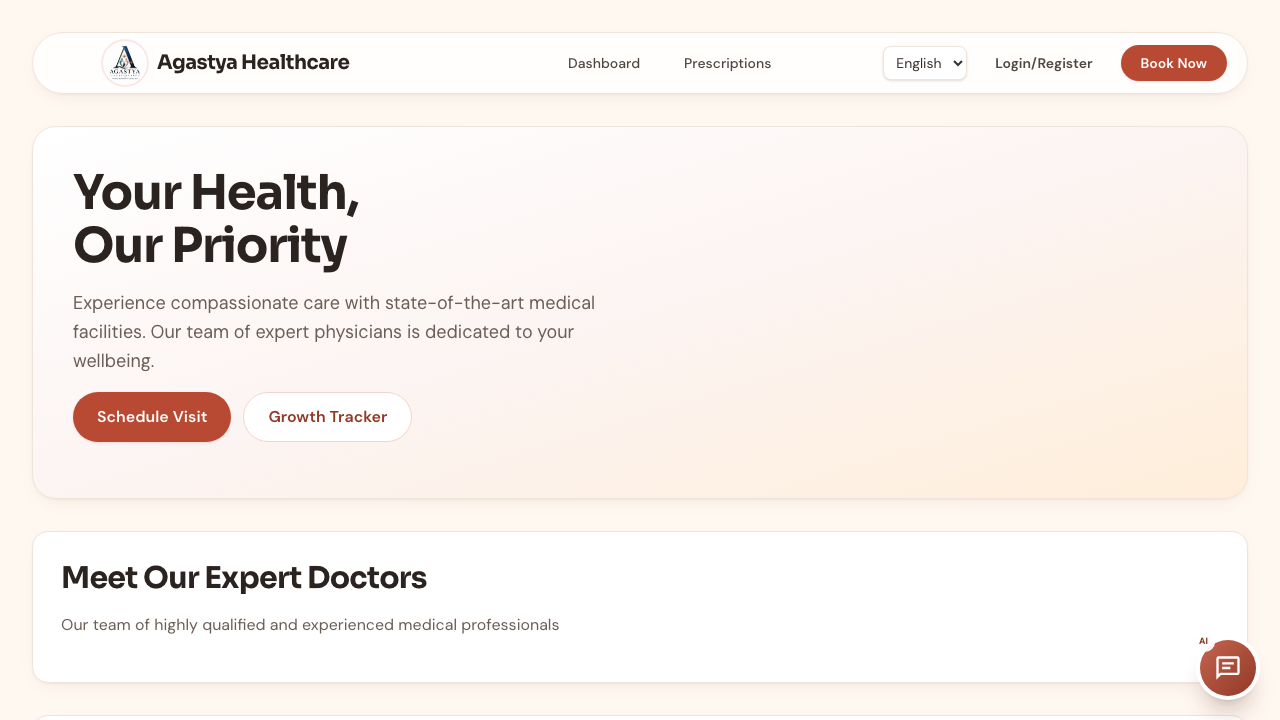 AGASTYA
Agastya Healthcare
Dashboard
Prescriptions
English
Login/Register
Book Now
Your Health,
Our Priority
Experience compassionate care with state-of-the-art medical
facilities. Our team of expert physicians is dedicated to your
wellbeing.
Schedule Visit
Growth Tracker
Meet Our Expert Doctors
Our team of highly qualified and experienced medical professionals
AI